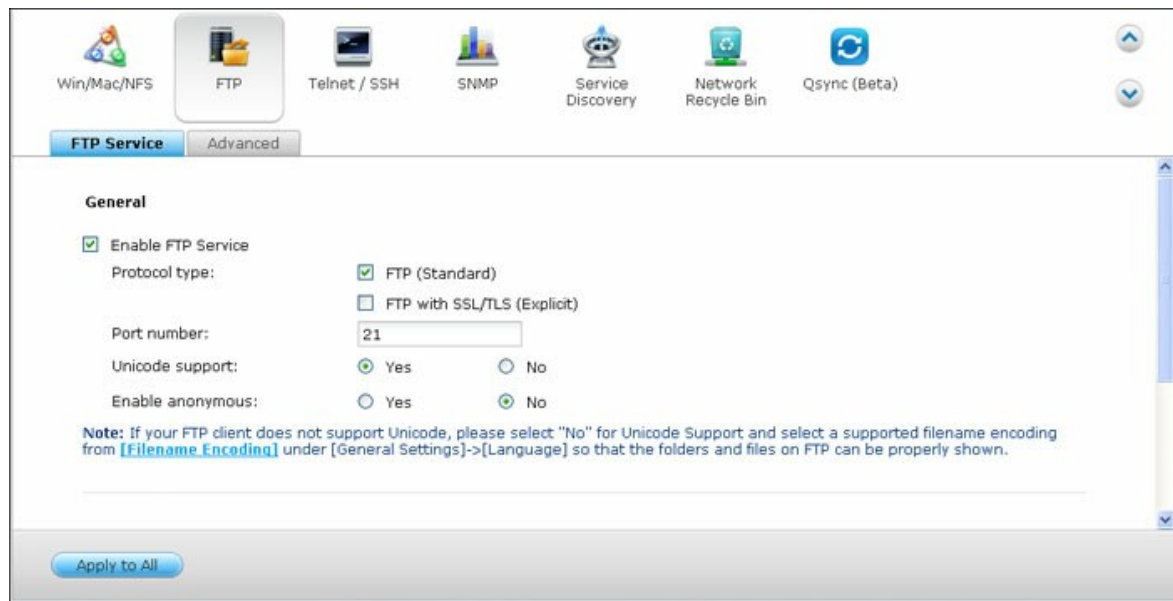 Win/Mac/NFS
FTP
Telnet / SSH
SNMP
Service
Discovery
Network
Recycle Bin
Qsync (Beta)
FTP Service
Advanced
General
Enable FTP Service
Protocol type:
FTP (Standard)
FTP with SSL/TLS (Explicit)
Port number:
21
Unicode support:
Yes
No
Enable anonymous:
Yes
No
Note: If your FTP client does not support Unicode, please select "No" for Unicode Support and select a supported filename encoding
from [Filename Encoding] under [General Settings]->[Language] so that the folders and files on FTP can be properly shown.
Apply to All